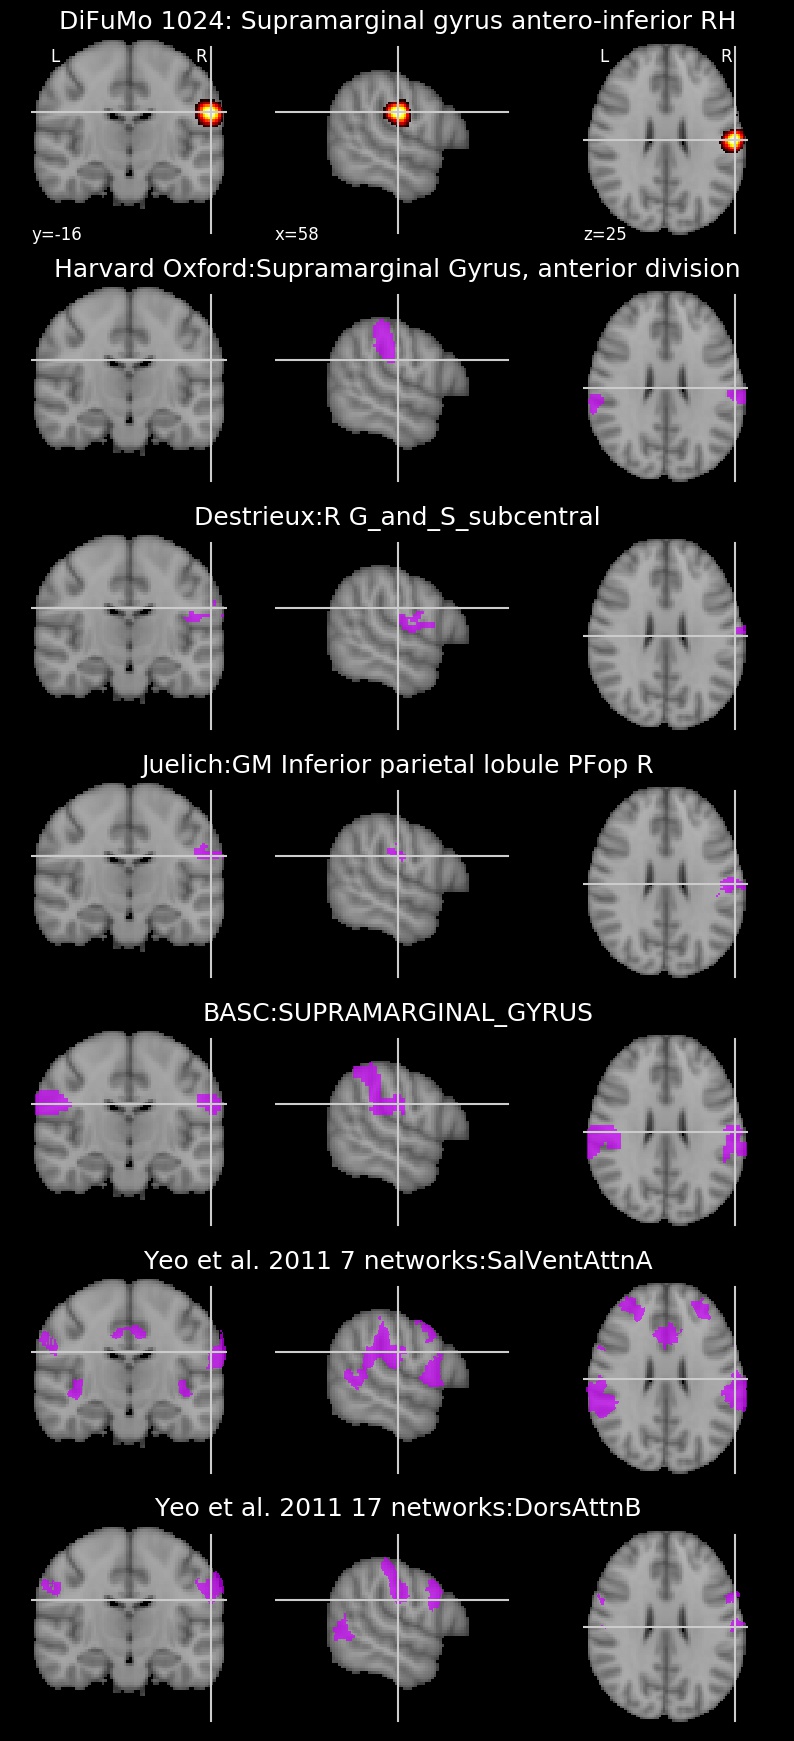 DiFuMo 1024: Supramarginal gyrus antero-inferior RH
L R L R
y=-16 x=58 z=25
Harvard Oxford:Supramarginal Gyrus, anterior division
Destrieux:R G_and_S_subcentral
Juelich:GM Inferior parietal lobule PFop R
BASC:SUPRAMARGINAL_GYRUS
Yeo et al. 2011 7 networks:SalVentAttnA
Yeo et al. 2011 17 networks:DorsAttnB